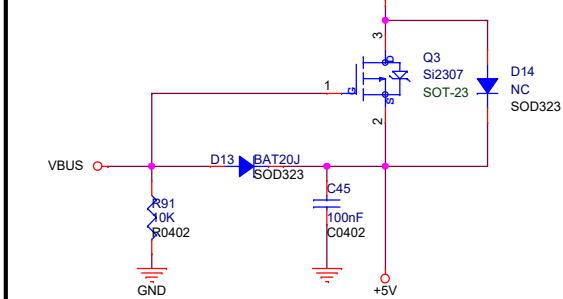 3
Q3
D
Si2307
D14
1
G
SOT-23
NC
S
SOD323
2
VBUS
D13
BAT20J
SOD323
R91
C45
10K
100nF
R0402
C0402
GND
+5V